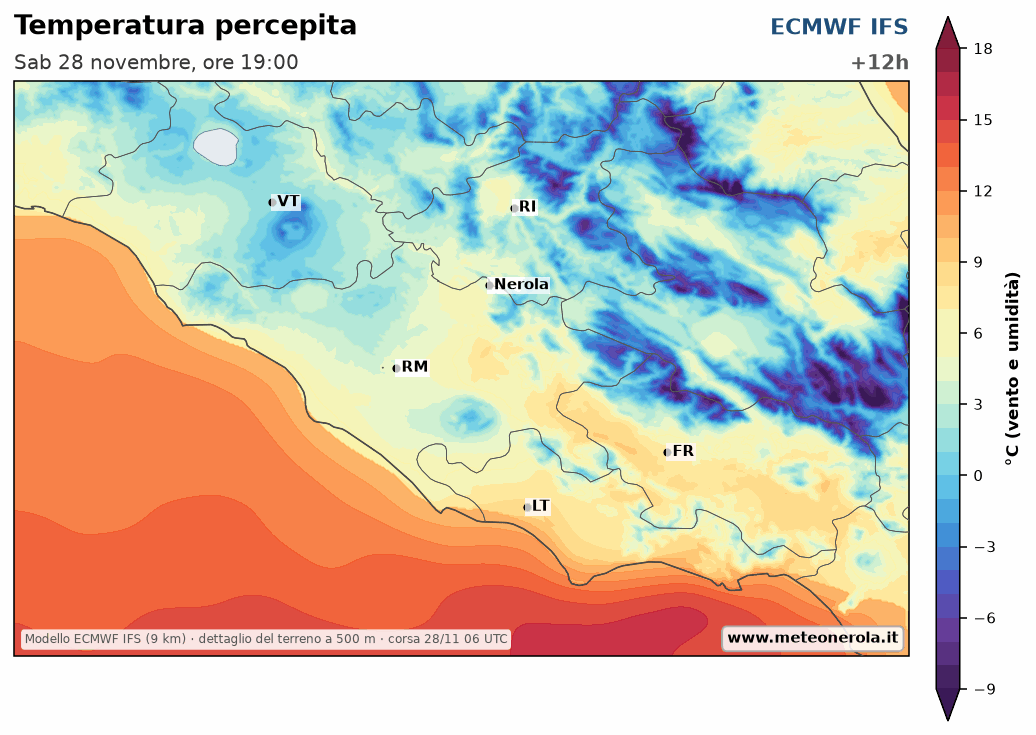 Temperatura percepita
ECMWF IFS
Sab 28 novembre, ore 19:00
+12h
VT
RI
Nerola
RM
FR
LT
Modello ECMWF IFS (9 km) · dettaglio del terreno a 500 m · corsa 28/11 06 UTC
www.meteonerola.it
18
15
12
9
6
3
0
−3
−6
−9
°C (vento e umidità)